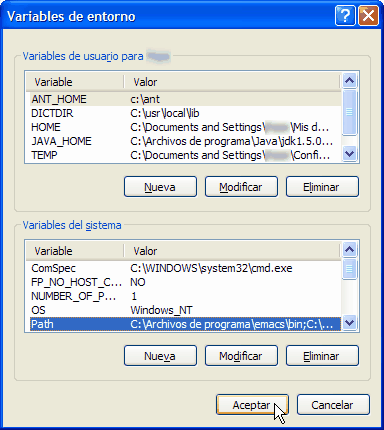 Variables de entorno
Variables de usuario para
Variable Valor
ANT_HOME c:\ant
DICTDIR C:\usr\local\lib
HOME C:\Documents and Settings\ \Mis d...
JAVA_HOME C:\Archivos de programa\Java\jdk1.5.0...
TEMP C:\Documents and Settings\ \Confi...
Nueva Modificar Eliminar
Variables del sistema
Variable Valor
ComSpec C:\WINDOWS\system32\cmd.exe
FP_NO_HOST_C... NO
NUMBER_OF_P... 1
OS Windows_NT
Path C:\Archivos de programa\emacs\bin;C:\...
Nueva Modificar Eliminar
Aceptar Cancelar